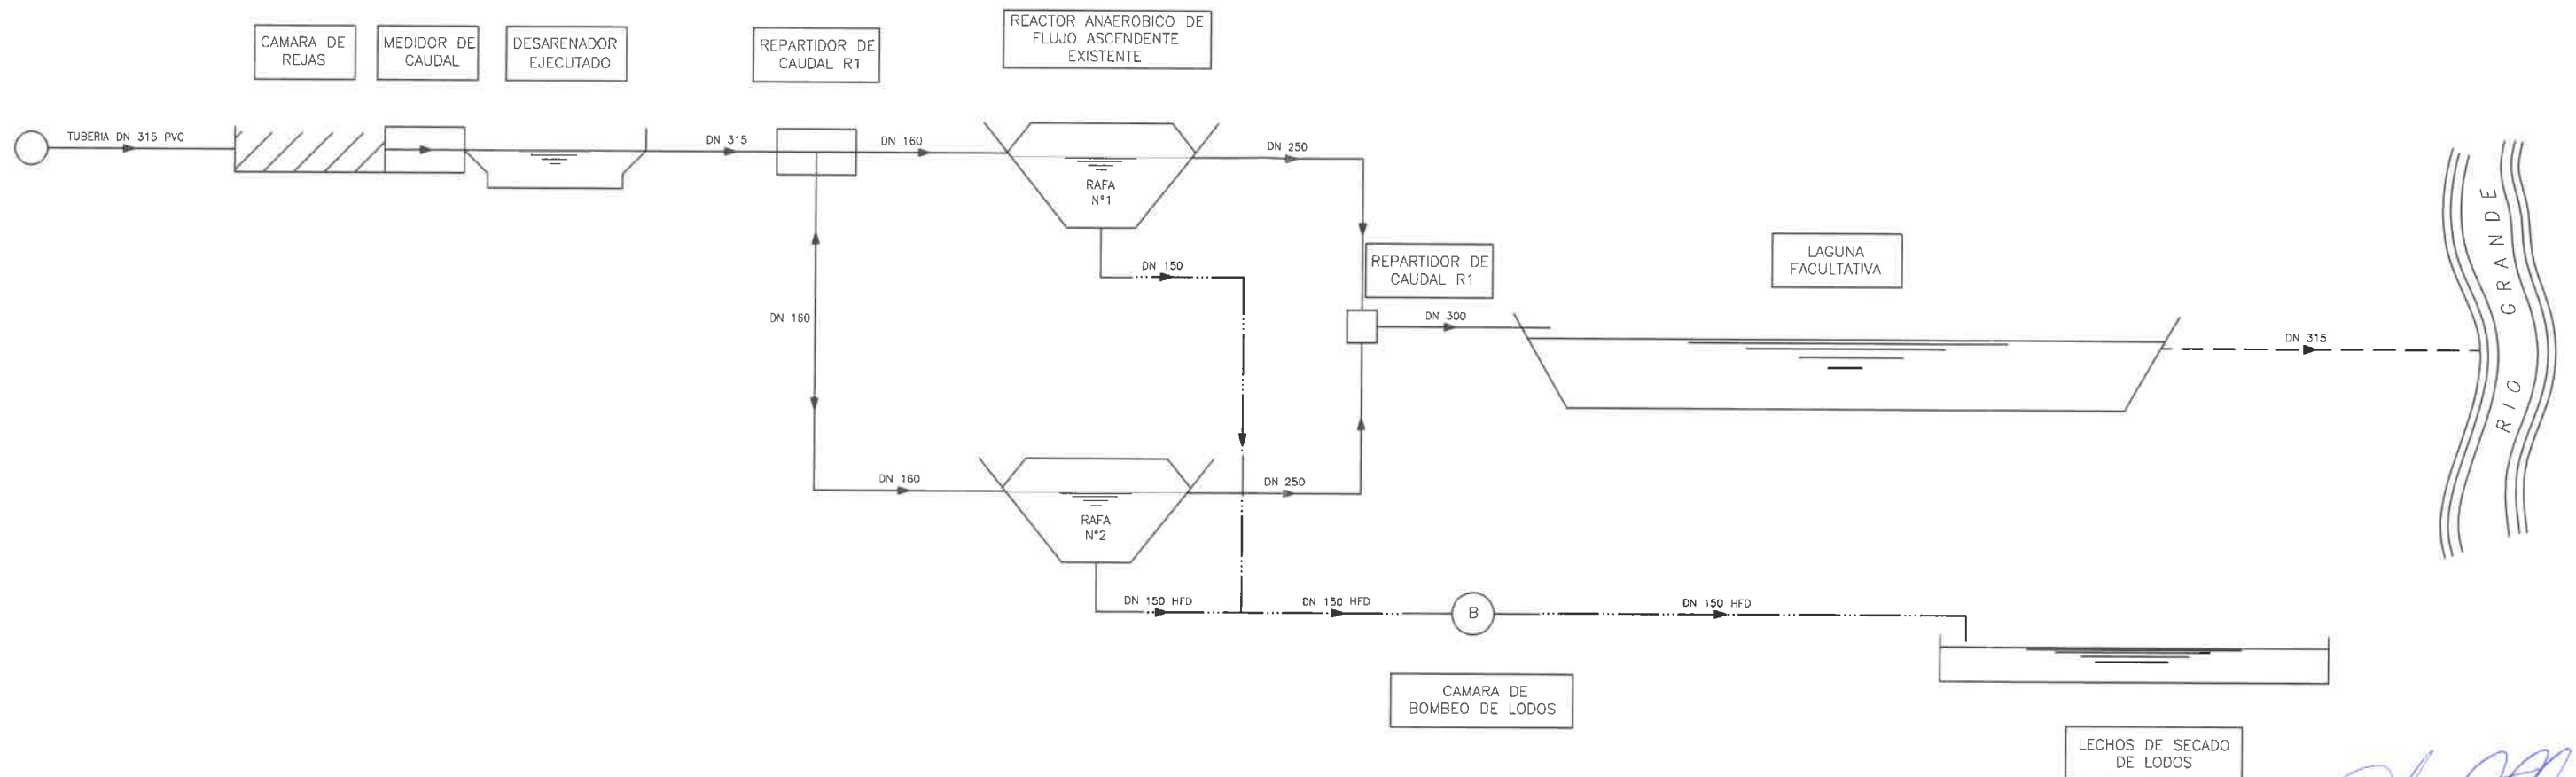 CAMARA DE
REJAS
MEDIDOR DE
CAUDAL
DESARENADOR
EJECUTADO
REPARTIDOR DE
CAUDAL R1
REACTOR ANAEROBICO DE
FLUJO ASCENDENTE
EXISTENTE
TUBERIA DN 315 PVC
DN 315
DN 160
DN 250
RAFA
N°1
DN 150
DN 160
REPARTIDOR DE
CAUDAL R1
DN 300
LAGUNA
FACULTATIVA
DN 315
RIO GRANDE
DN 160
DN 250
RAFA
N°2
DN 150 HFD
DN 150 HFD
B
DN 150 HFD
CAMARA DE
BOMBEO DE LODOS
LECHOS DE SECADO
DE LODOS